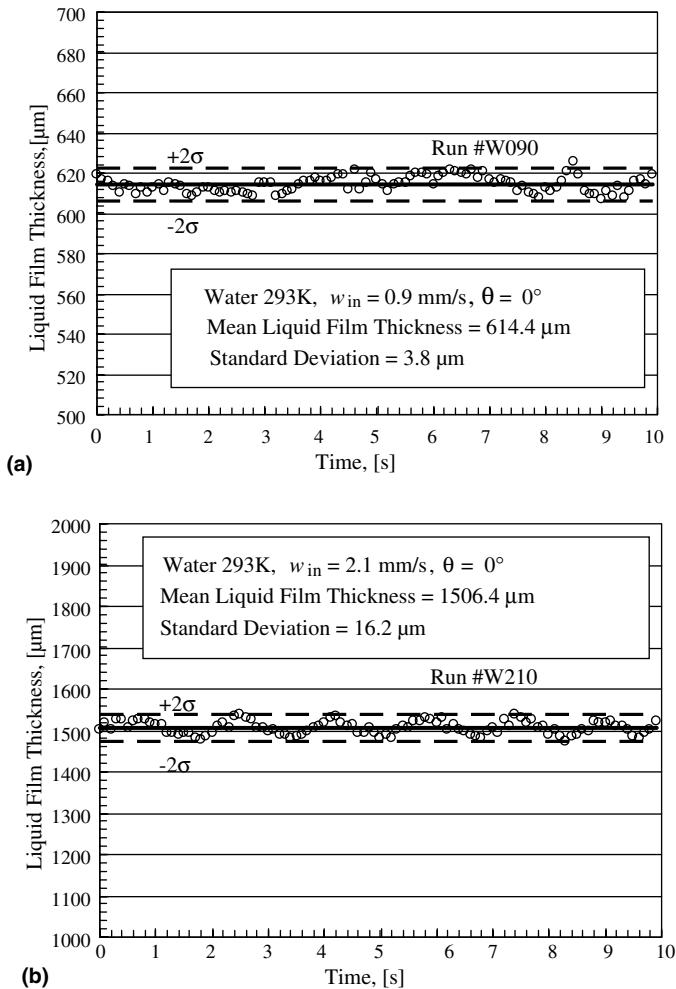 700
680
660
640
620
600
580
560
540
520
500
Liquid Film Thickness,[μm]
+2σ
Run #W090
-2σ
Water 293K, w in = 0.9 mm/s, θ = 0°
Mean Liquid Film Thickness = 614.4 μm
Standard Deviation = 3.8 μm
0 1 2 3 4 5 6 7 8 9 10
Time, [s]
(a)
2000
1900
1800
1700
1600
1500
1400
1300
1200
1100
1000
Liquid Film Thickness, [μm]
Water 293K, w in = 2.1 mm/s, θ = 0°
Mean Liquid Film Thickness = 1506.4 μm
Standard Deviation = 16.2 μm
Run #W210
+2σ
-2σ
0 1 2 3 4 5 6 7 8 9 10
Time, [s]
(b)